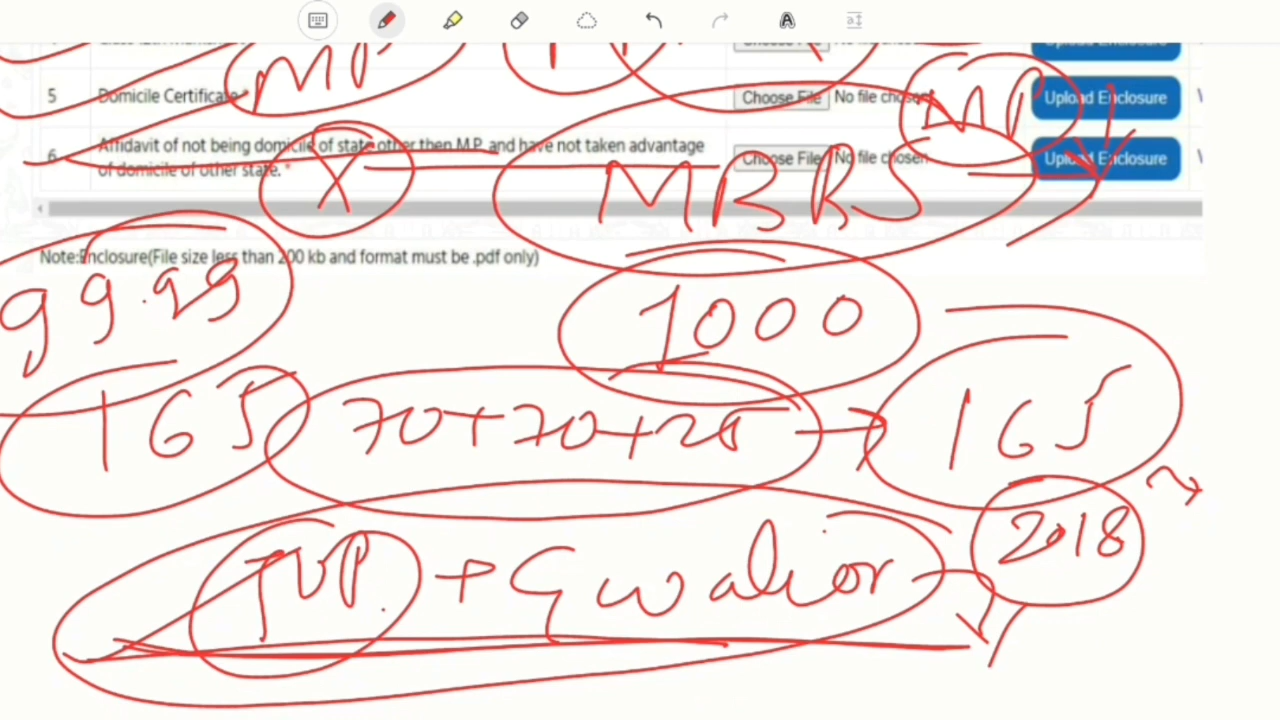 MP
MP
5 Domicile Certificate* Choose File No file chosen Upload Enclosure
6 Affidavit of not being domicile of state other then M.P. and have not taken advantage of domicile of other state. * Choose File No file chosen Upload Enclosure
X MBBS
Note:Enclosure(File size less than 200 kb and format must be .pdf only)
99.99 1000
165 70+70+25 → 165
2018
+ Gwalior